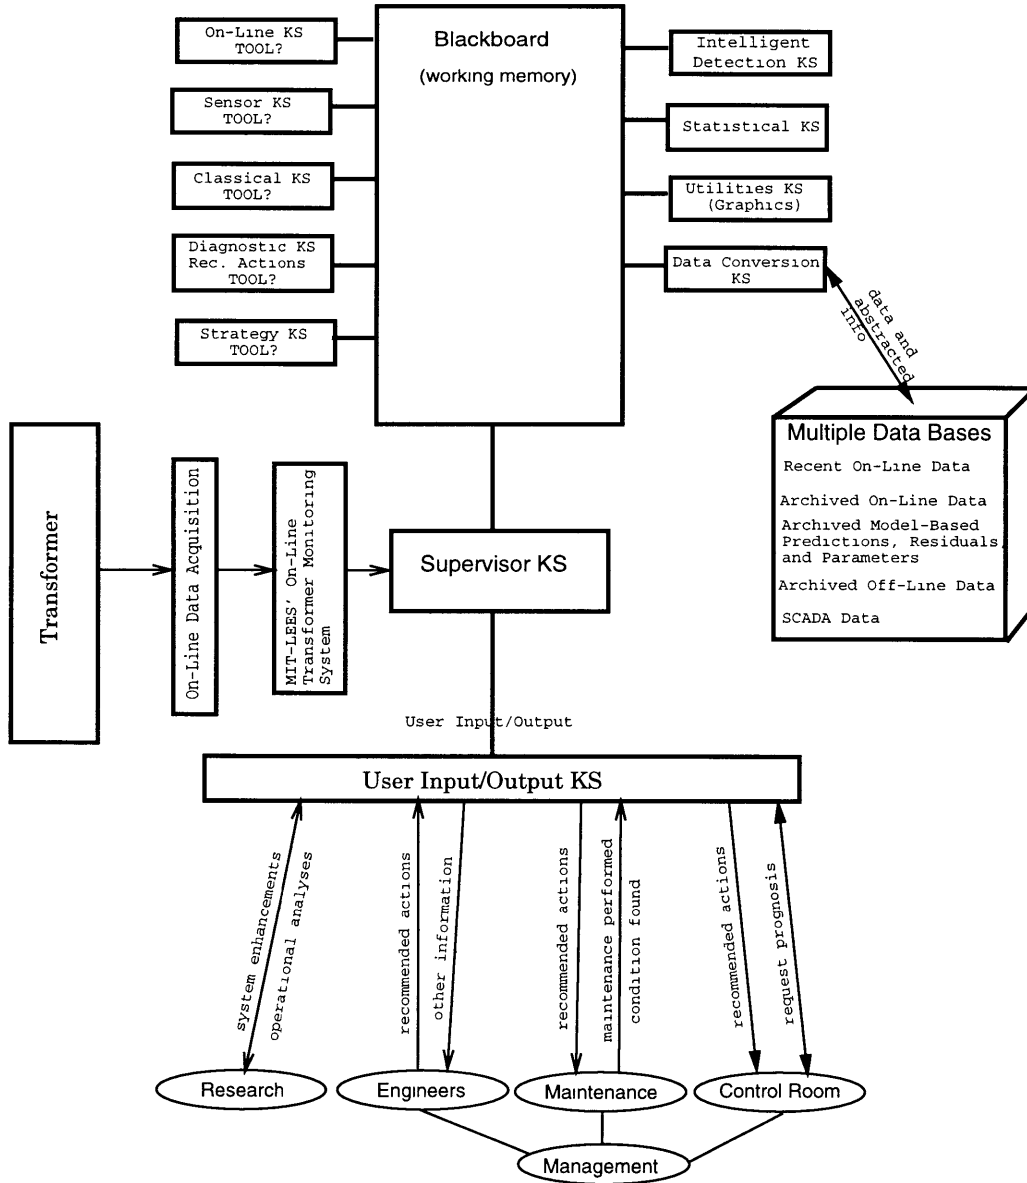 On-Line KS
TOOL?
Sensor KS
TOOL?
Classical KS
TOOL?
Diagnostic KS
Rec. Actions
TOOL?
Strategy KS
TOOL?
Blackboard
(working memory)
Intelligent
Detection KS
Statistical KS
Utilities KS
(Graphics)
Data Conversion
KS
data and
abstracted
info
Multiple Data Bases
Recent On-Line Data
Archived On-Line Data
Archived Model-Based
Predictions, Residuals
and Parameters
Archived Off-Line Data
SCADA Data
Transformer
On-Line Data Acquisition
MIT-LEES' On-Line
Transformer Monitoring
System
Supervisor KS
User Input/Output
User Input/Output KS
system enhancements
operational analyses
recommended actions
other information
recommended actions
maintenance performed
condition found
recommended actions
request prognosis
Research
Engineers
Maintenance
Control Room
Management